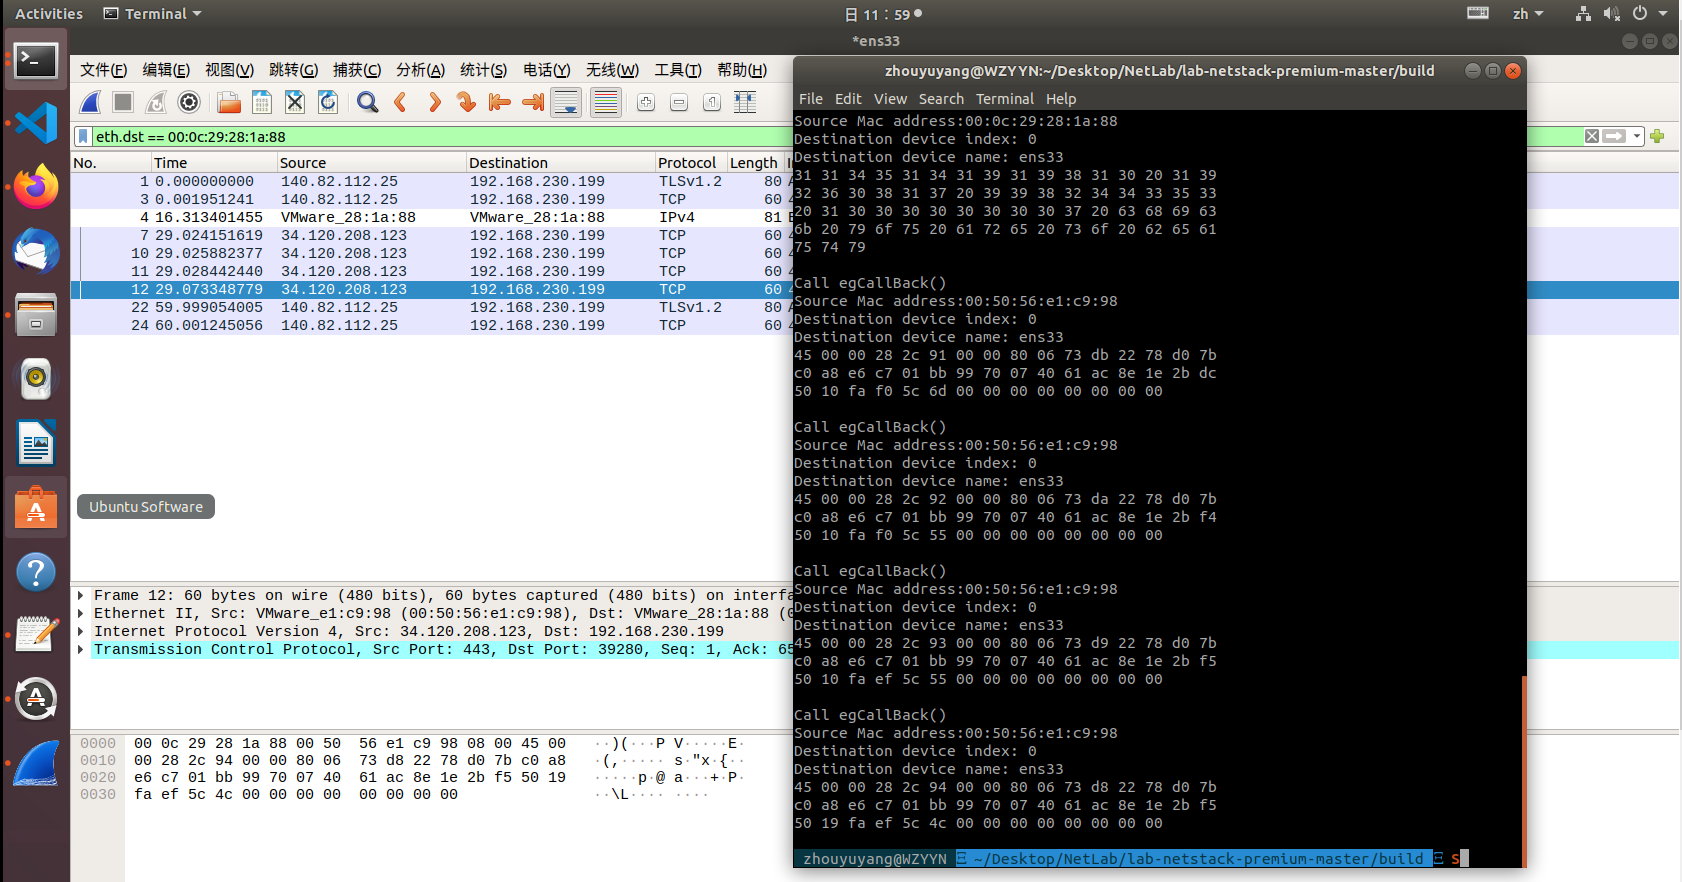 Activities
Terminal
日 11：59
zh
*ens33
文件(F) 编辑(E) 视图(V) 跳转(G) 捕获(C) 分析(A) 统计(S) 电话(Y) 无线(W) 工具(T) 帮助(H)
eth.dst == 00:0c:29:28:1a:88
No. Time Source Destination Protocol Length
1 0.000000000 140.82.112.25 192.168.230.199 TLSv1.2 80
3 0.001951241 140.82.112.25 192.168.230.199 TCP 60
4 16.313401455 VMware_28:1a:88 VMware_28:1a:88 IPv4 81
7 29.024151619 34.120.208.123 192.168.230.199 TCP 60
10 29.025882377 34.120.208.123 192.168.230.199 TCP 60
11 29.028442440 34.120.208.123 192.168.230.199 TCP 60
12 29.073348779 34.120.208.123 192.168.230.199 TCP 60
22 59.999054005 140.82.112.25 192.168.230.199 TLSv1.2 80
24 60.001245056 140.82.112.25 192.168.230.199 TCP 60
Ubuntu Software
Frame 12: 60 bytes on wire (480 bits), 60 bytes captured (480 bits) on interfa
Ethernet II, Src: VMware_e1:c9:98 (00:50:56:e1:c9:98), Dst: VMware_28:1a:88 (0
Internet Protocol Version 4, Src: 34.120.208.123, Dst: 192.168.230.199
Transmission Control Protocol, Src Port: 443, Dst Port: 39280, Seq: 1, Ack: 65
0000 00 0c 29 28 1a 88 00 50 56 e1 c9 98 08 00 45 00 ··)(···P V·····E·
0010 00 28 2c 94 00 00 80 06 73 d8 22 78 d0 7b c0 a8 ·(,····· s·"x·{··
0020 e6 c7 01 bb 99 70 07 40 61 ac 8e 1e 2b f5 50 19 ·····p·@ a···+·P·
0030 fa ef 5c 4c 00 00 00 00 00 00 00 00 ··\L···· ····
zhouyuyang@WZYYN:~/Desktop/NetLab/lab-netstack-premium-master/build
File Edit View Search Terminal Help
Source Mac address:00:0c:29:28:1a:88
Destination device index: 0
Destination device name: ens33
31 31 34 35 31 34 31 39 31 39 38 31 30 20 31 39
32 36 30 38 31 37 20 39 39 38 32 34 34 33 35 33
20 31 30 30 30 30 30 30 30 30 37 20 63 68 69 63
6b 20 79 6f 75 20 61 72 65 20 73 6f 20 62 65 61
75 74 79
Call egCallBack()
Source Mac address:00:50:56:e1:c9:98
Destination device index: 0
Destination device name: ens33
45 00 00 28 2c 91 00 00 80 06 73 db 22 78 d0 7b
c0 a8 e6 c7 01 bb 99 70 07 40 61 ac 8e 1e 2b dc
50 10 fa f0 5c 6d 00 00 00 00 00 00 00 00
Call egCallBack()
Source Mac address:00:50:56:e1:c9:98
Destination device index: 0
Destination device name: ens33
45 00 00 28 2c 92 00 00 80 06 73 da 22 78 d0 7b
c0 a8 e6 c7 01 bb 99 70 07 40 61 ac 8e 1e 2b f4
50 10 fa f0 5c 55 00 00 00 00 00 00 00 00
Call egCallBack()
Source Mac address:00:50:56:e1:c9:98
Destination device index: 0
Destination device name: ens33
45 00 00 28 2c 93 00 00 80 06 73 d9 22 78 d0 7b
c0 a8 e6 c7 01 bb 99 70 07 40 61 ac 8e 1e 2b f5
50 10 fa ef 5c 55 00 00 00 00 00 00 00 00
Call egCallBack()
Source Mac address:00:50:56:e1:c9:98
Destination device index: 0
Destination device name: ens33
45 00 00 28 2c 94 00 00 80 06 73 d8 22 78 d0 7b
c0 a8 e6 c7 01 bb 99 70 07 40 61 ac 8e 1e 2b f5
50 19 fa ef 5c 4c 00 00 00 00 00 00 00 00
zhouyuyang@WZYYN ~/Desktop/NetLab/lab-netstack-premium-master/build S